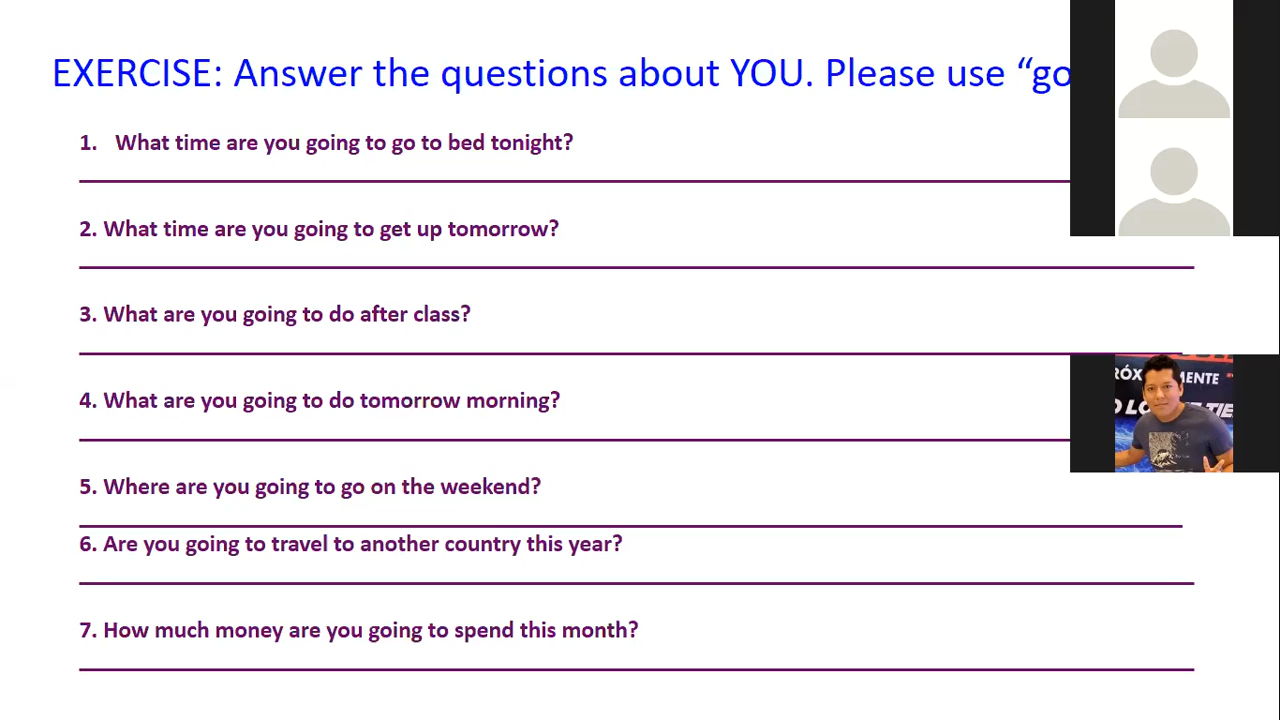 EXERCISE: Answer the questions about YOU. Please use “go
1. What time are you going to go to bed tonight?
2. What time are you going to get up tomorrow?
3. What are you going to do after class?
4. What are you going to do tomorrow morning?
5. Where are you going to go on the weekend?
6. Are you going to travel to another country this year?
7. How much money are you going to spend this month?